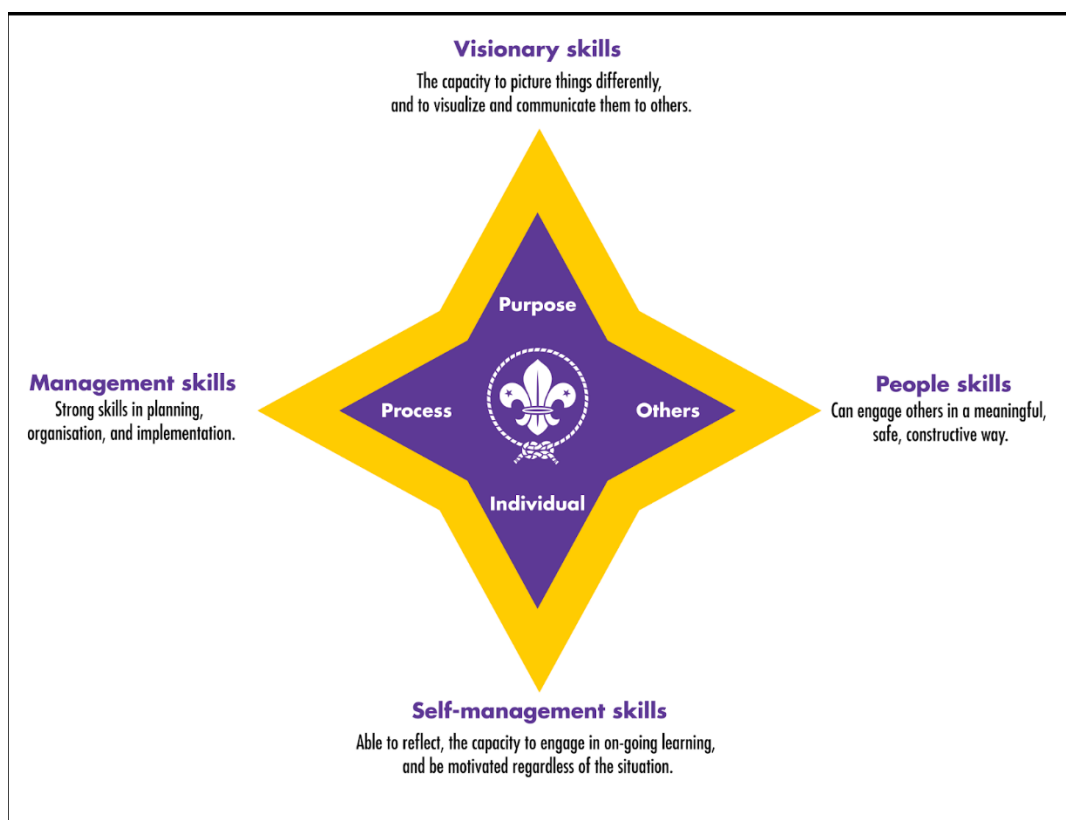 Visionary skills
The capacity to picture things differently,
and to visualize and communicate them to others.
Purpose
Management skills
Strong skills in planning,
organisation, and implementation.
Process
Others
People skills
Can engage others in a meaningful,
safe, constructive way.
Individual
Self-management skills
Able to reflect, the capacity to engage in on-going learning,
and be motivated regardless of the situation.